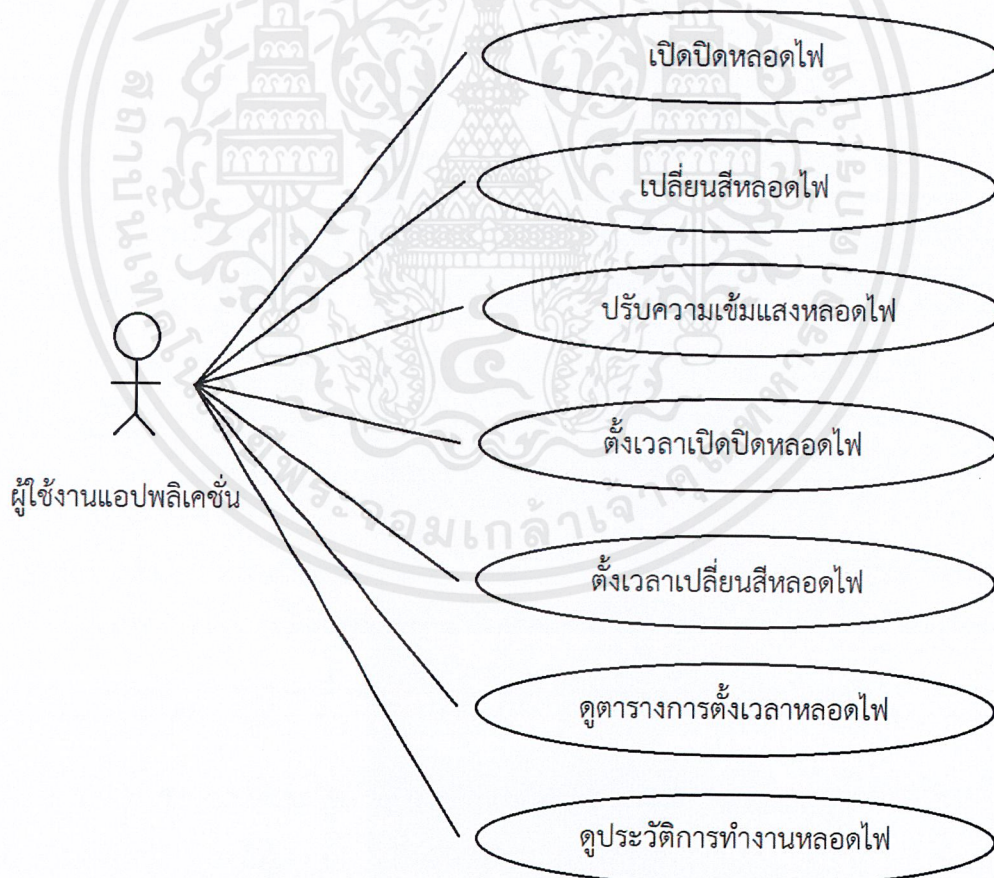 เปิดปิดหลอดไฟ
เปลี่ยนสีหลอดไฟ
ปรับความเข้มแสงหลอดไฟ
ตั้งเวลาเปิดปิดหลอดไฟ
ผู้ใช้งานแอปพลิเคชั่น
ตั้งเวลาเปลี่ยนสีหลอดไฟ
ดูตารางการตั้งเวลาหลอดไฟ
ดูประวัติการทำงานหลอดไฟ